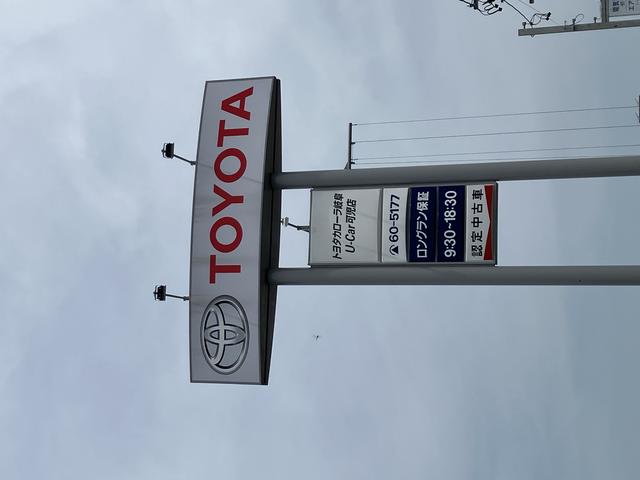 TOYOTA
トヨタカローラ岐阜
U-Car可児店
60-5177
ロングラン保証
9:30~18:30
認定中古車